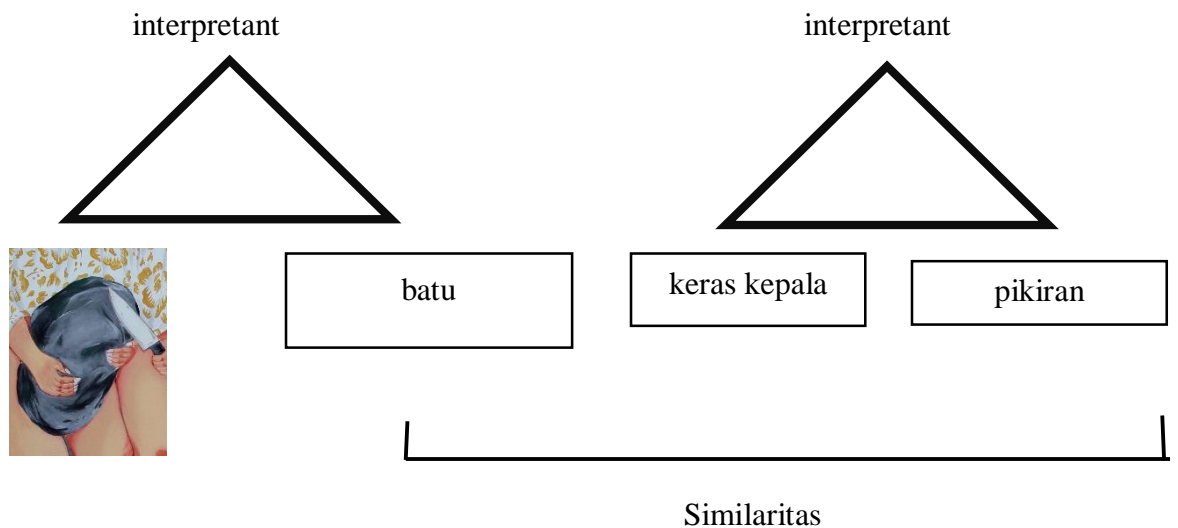 interpretant
interpretant
batu
keras kepala
pikiran
Similaritas